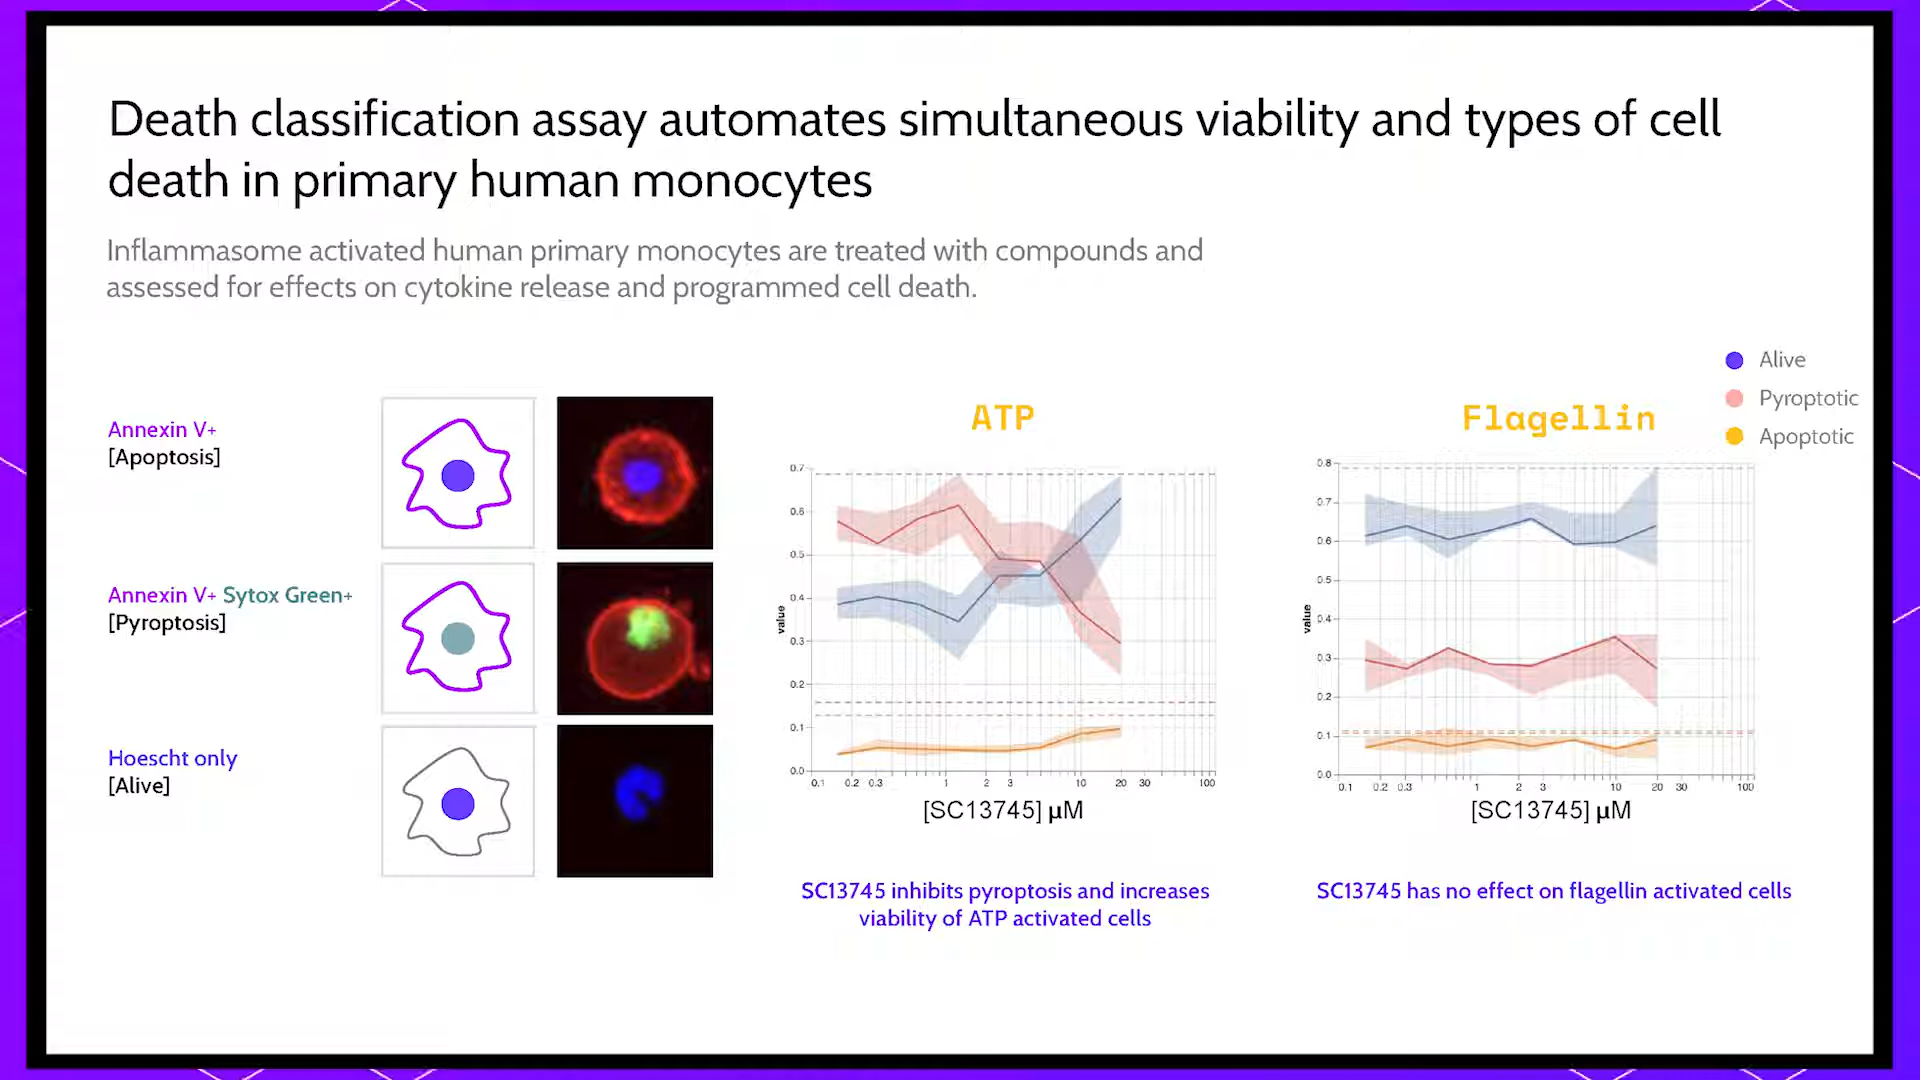 Death classification assay automates simultaneous viability and types of cell
death in primary human monocytes
Inflammasome activated human primary monocytes are treated with compounds and
assessed for effects on cytokine release and programmed cell death.
Alive
Pyroptotic
Apoptotic
Annexin V+
[Apoptosis]
Annexin V+ Sytox Green+
[Pyroptosis]
Hoescht only
[Alive]
ATP
0.7
0.6
0.5
0.4
0.3
0.2
0.1
0.0
value
0.1 0.2 0.3 1 2 3 10 20 30 100
[SC13745] µM
SC13745 inhibits pyroptosis and increases
viability of ATP activated cells
Flagellin
0.8
0.7
0.6
0.5
0.4
0.3
0.2
0.1
0.0
value
0.1 0.2 0.3 1 2 3 10 20 30 100
[SC13745] µM
SC13745 has no effect on flagellin activated cells